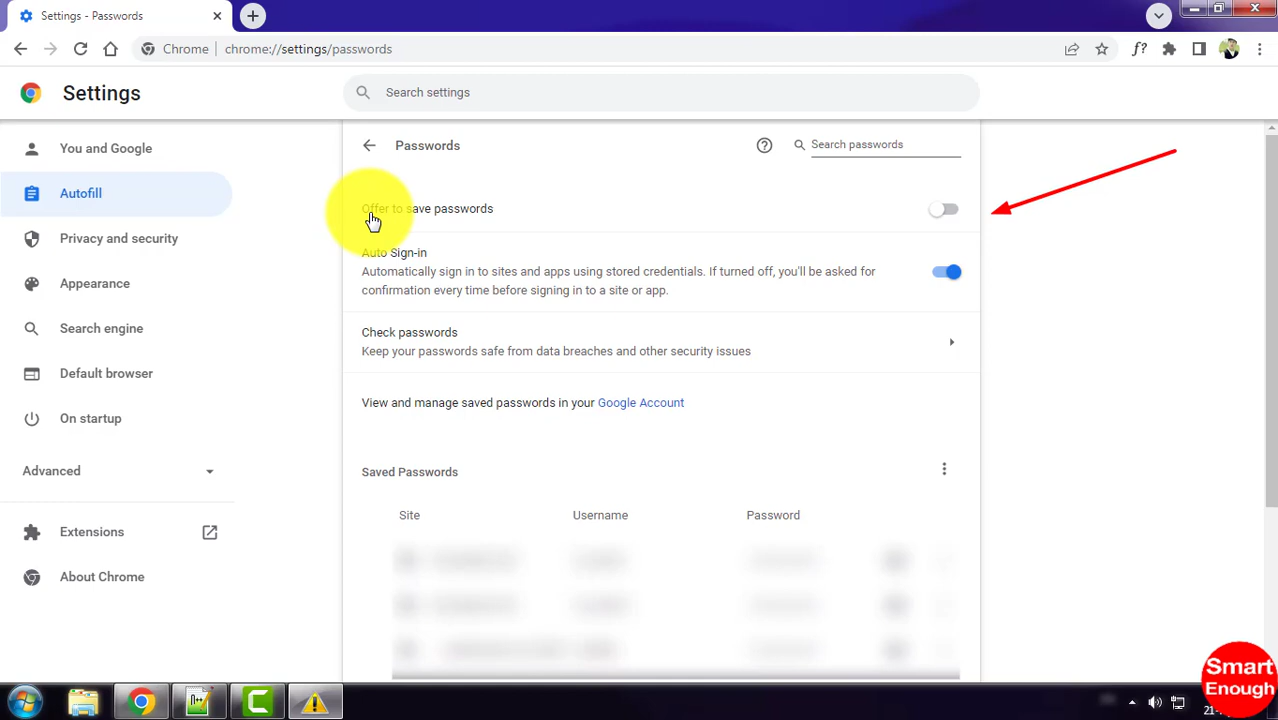 Settings - Passwords
Chrome
chrome://settings/passwords
f?
Settings
Search settings
You and Google
Autofill
Privacy and security
Appearance
Search engine
Default browser
On startup
Advanced
Extensions
About Chrome
Passwords
Search passwords
Offer to save passwords
Auto Sign-in
Automatically sign in to sites and apps using stored credentials. If turned off, you'll be asked for
confirmation every time before signing in to a site or app.
Check passwords
Keep your passwords safe from data breaches and other security issues
View and manage saved passwords in your Google Account
Saved Passwords
Site Username Password
Smart
Enough